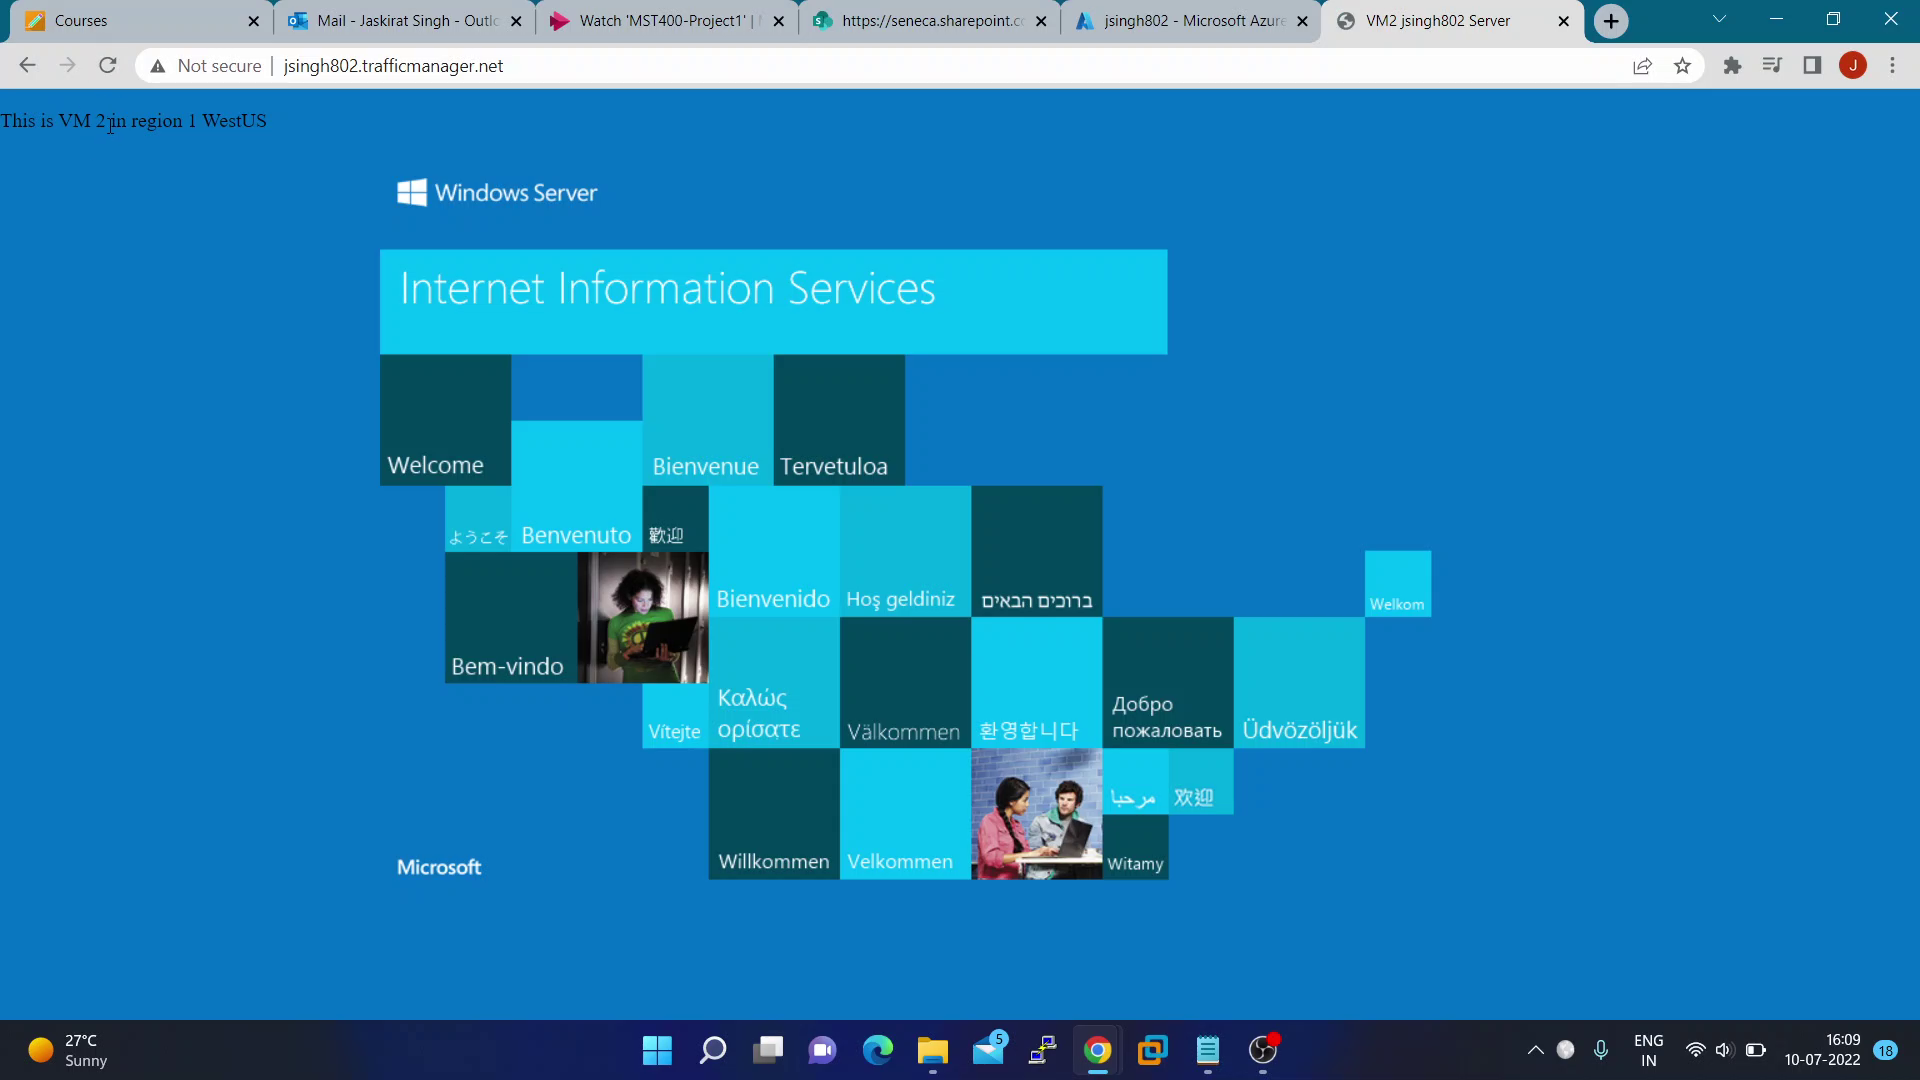 Courses
Mail - Jaskirat Singh - Outlo
Watch 'MST400-Project1' |
https://seneca.sharepoint.co
jsingh802 - Microsoft Azure
VM2 jsingh802 Server
Not secure
jsingh802.trafficmanager.net
J
This is VM 2 in region 1 WestUS
Windows Server
Internet Information Services
Welcome
Bienvenue
Tervetuloa
ようこそ
Benvenuto
歡迎
Bienvenido
Hoş geldiniz
ברוכים הבאים
Welkom
Bem-vindo
Vítejte
Καλώς
ορίσατε
Välkommen
환영합니다
Добро
пожаловать
Üdvözöljük
مرحبا
欢迎
Microsoft
Willkommen
Velkommen
Witamy
27°C
Sunny
5
ENG
IN
16:09
10-07-2022
18